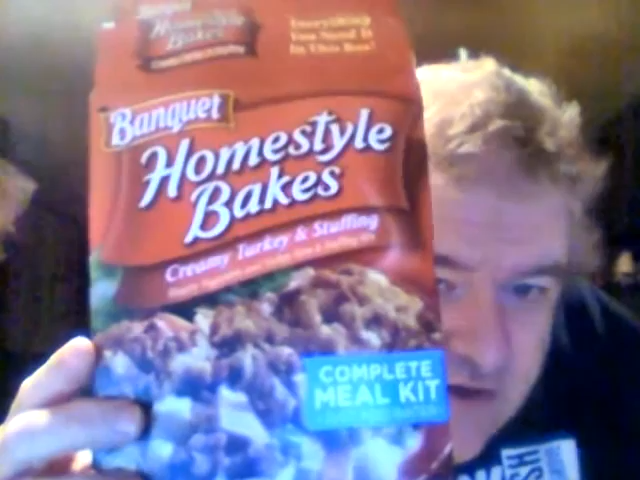 Banquet
Homestyle
Bakes
Everything
You Need Is
In This Box!
Banquet
Homestyle
Bakes
Creamy Turkey & Stuffing
COMPLETE
MEAL KIT